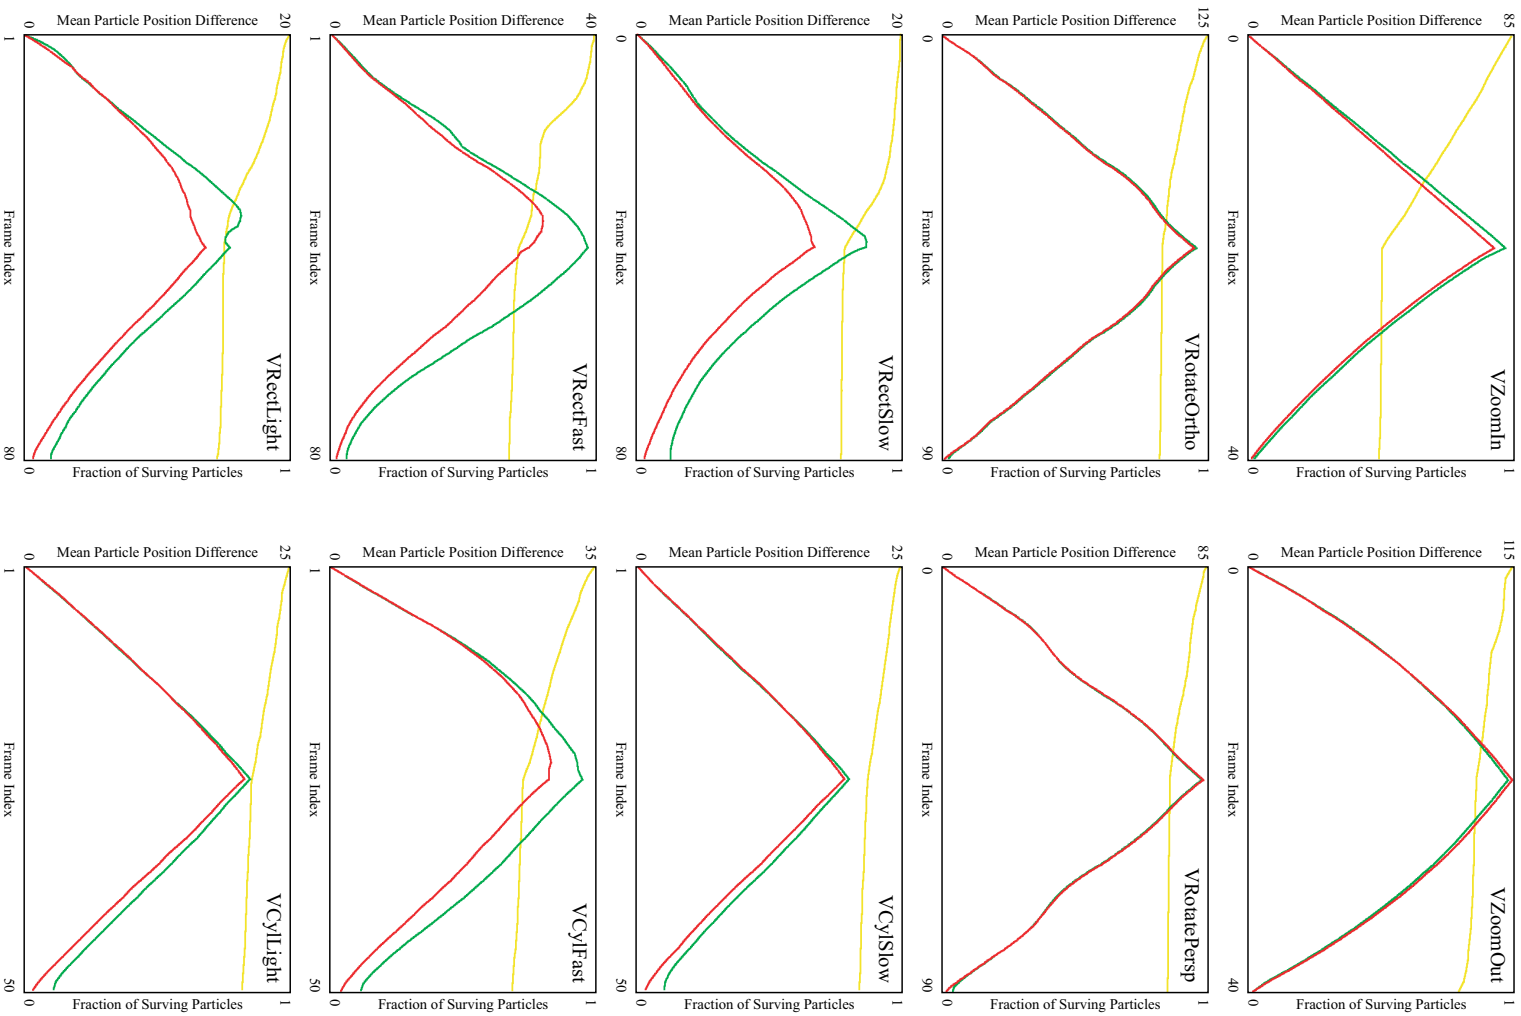 85
1
Mean Particle Position Difference
VZoomIn
Fraction of Surving Particles
0
0
0
Frame Index
40
115
1
Mean Particle Position Difference
VZoomOut
Fraction of Surving Particles
0
0
0
Frame Index
40
125
1
Mean Particle Position Difference
VRotateOrtho
Fraction of Surving Particles
0
0
0
Frame Index
90
85
1
Mean Particle Position Difference
VRotatePersp
Fraction of Surving Particles
0
0
0
Frame Index
90
20
1
Mean Particle Position Difference
VRectSlow
Fraction of Surving Particles
0
0
0
Frame Index
80
25
1
Mean Particle Position Difference
VCylSlow
Fraction of Surving Particles
0
0
1
Frame Index
50
40
1
Mean Particle Position Difference
VRectFast
Fraction of Surving Particles
0
0
1
Frame Index
80
35
1
Mean Particle Position Difference
VCylFast
Fraction of Surving Particles
0
0
1
Frame Index
50
20
1
Mean Particle Position Difference
VRectLight
Fraction of Surving Particles
0
0
1
Frame Index
80
25
1
Mean Particle Position Difference
VCylLight
Fraction of Surving Particles
0
0
1
Frame Index
50